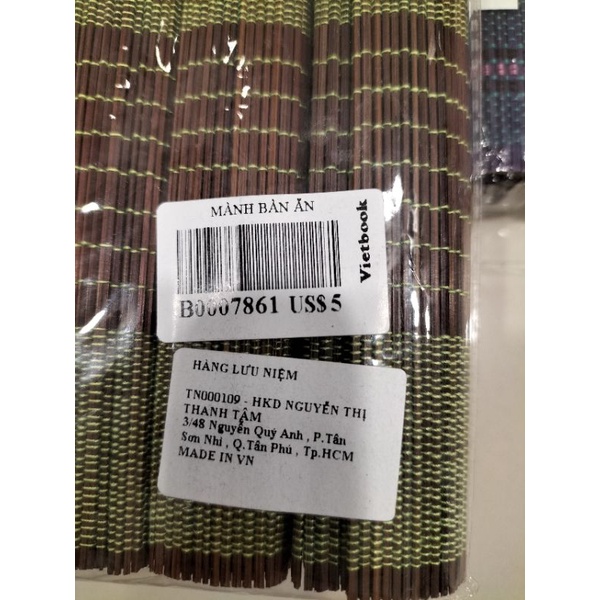 MÀNH BÀN ĂN
Vietbook
B0007861 US$ 5
HÀNG LƯU NIỆM
TN000109 - HKD NGUYỄN THỊ
THANH TÂM
3/48 Nguyễn Quý Anh , P.Tân
Sơn Nhì , Q.Tân Phú , Tp.HCM
MADE IN VN